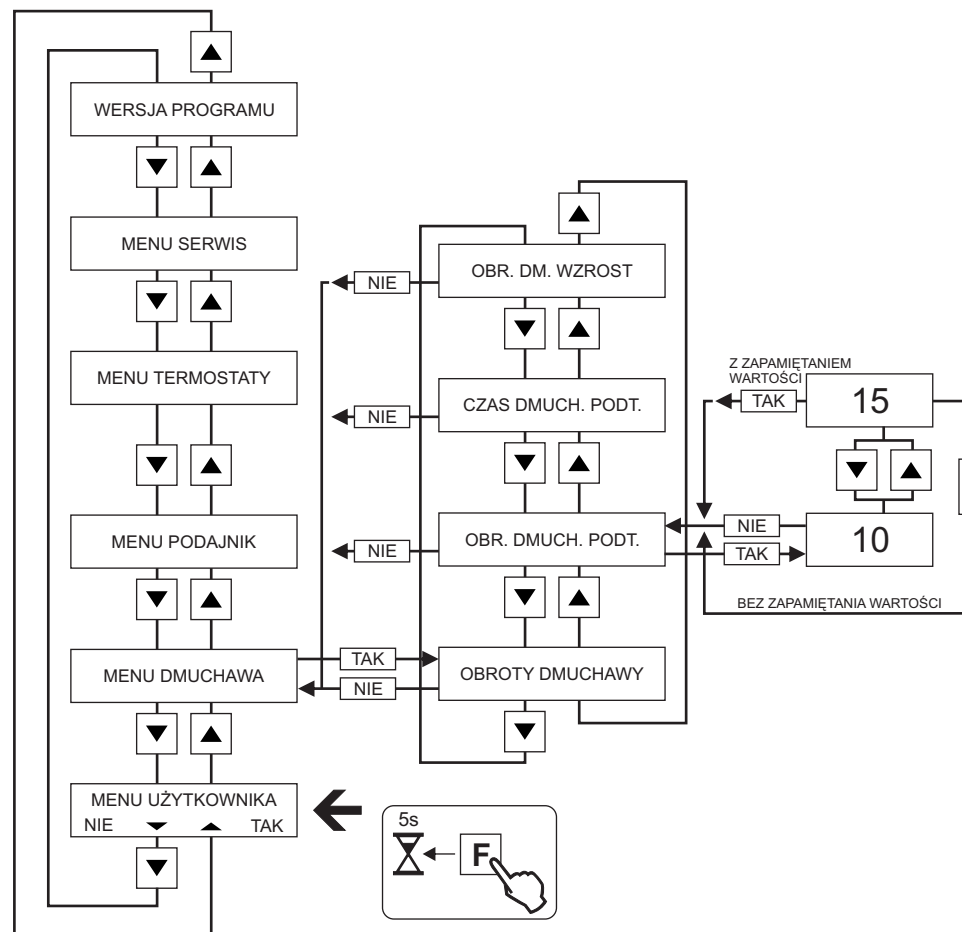 WERSJA PROGRAMU
MENU SERWIS
MENU TERMOSTATY
MENU PODAJNIK
MENU DMUCHAWA
MENU UŻYTKOWNIKA
NIE TAK
5s
F
TAK
NIE
OBR. DM. WZROST
NIE
CZAS DMUCH. PODT.
NIE
OBR. DMUCH. PODT.
NIE
OBROTY DMUCHAWY
Z ZAPAMIĘTANIEM
WARTOŚCI
TAK
15
NIE
TAK
10
BEZ ZAPAMIĘTANIA WARTOŚCI